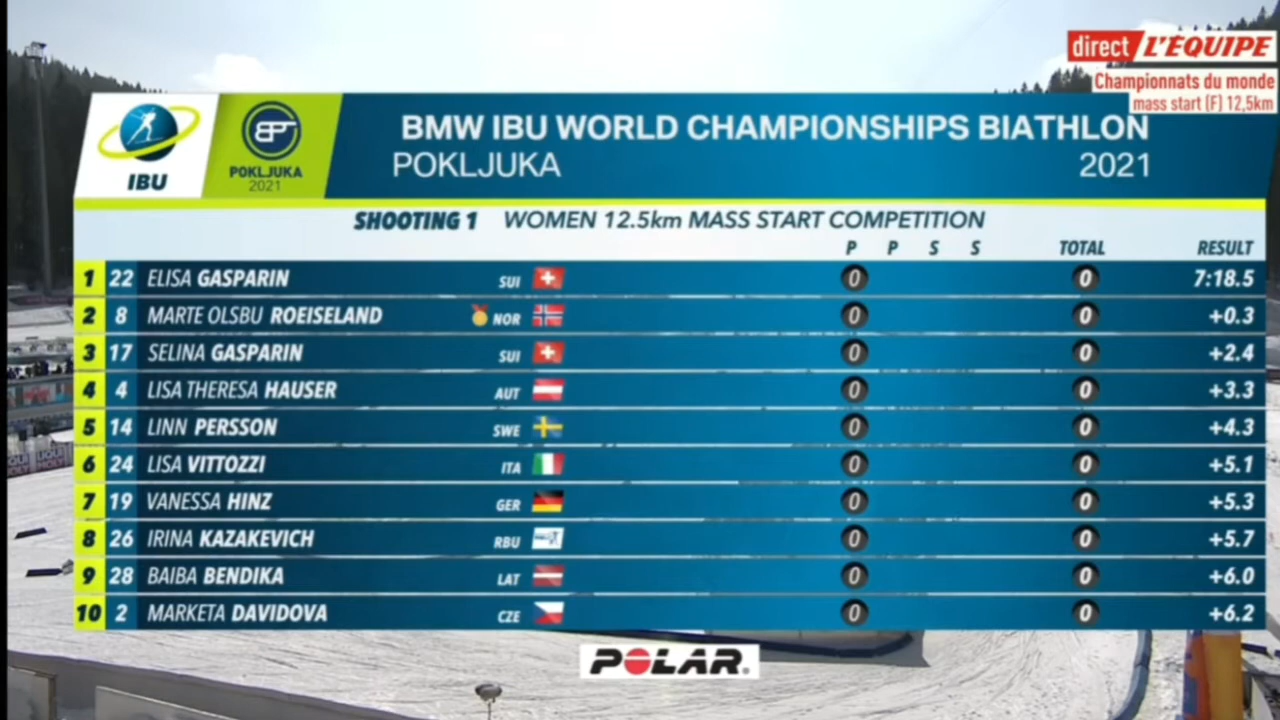 direct L'ÉQUIPE
Championnats du monde
mass start (F) 12,5km
IBU
POKLJUKA
2021
BMW IBU WORLD CHAMPIONSHIPS BIATHLON
POKLJUKA 2021
SHOOTING 1 WOMEN 12.5km MASS START COMPETITION
P P S S TOTAL RESULT
1 22 ELISA GASPARIN SUI 0 0 7:18.5
2 8 MARTE OLSBU ROEISELAND NOR 0 0 +0.3
3 17 SELINA GASPARIN SUI 0 0 +2.4
4 4 LISA THERESA HAUSER AUT 0 0 +3.3
5 14 LINN PERSSON SWE 0 0 +4.3
6 24 LISA VITTOZZI ITA 0 0 +5.1
7 19 VANESSA HINZ GER 0 0 +5.3
8 26 IRINA KAZAKEVICH RBU 0 0 +5.7
9 28 BAIBA BENDIKA LAT 0 0 +6.0
10 2 MARKETA DAVIDOVA CZE 0 0 +6.2
POLAR.